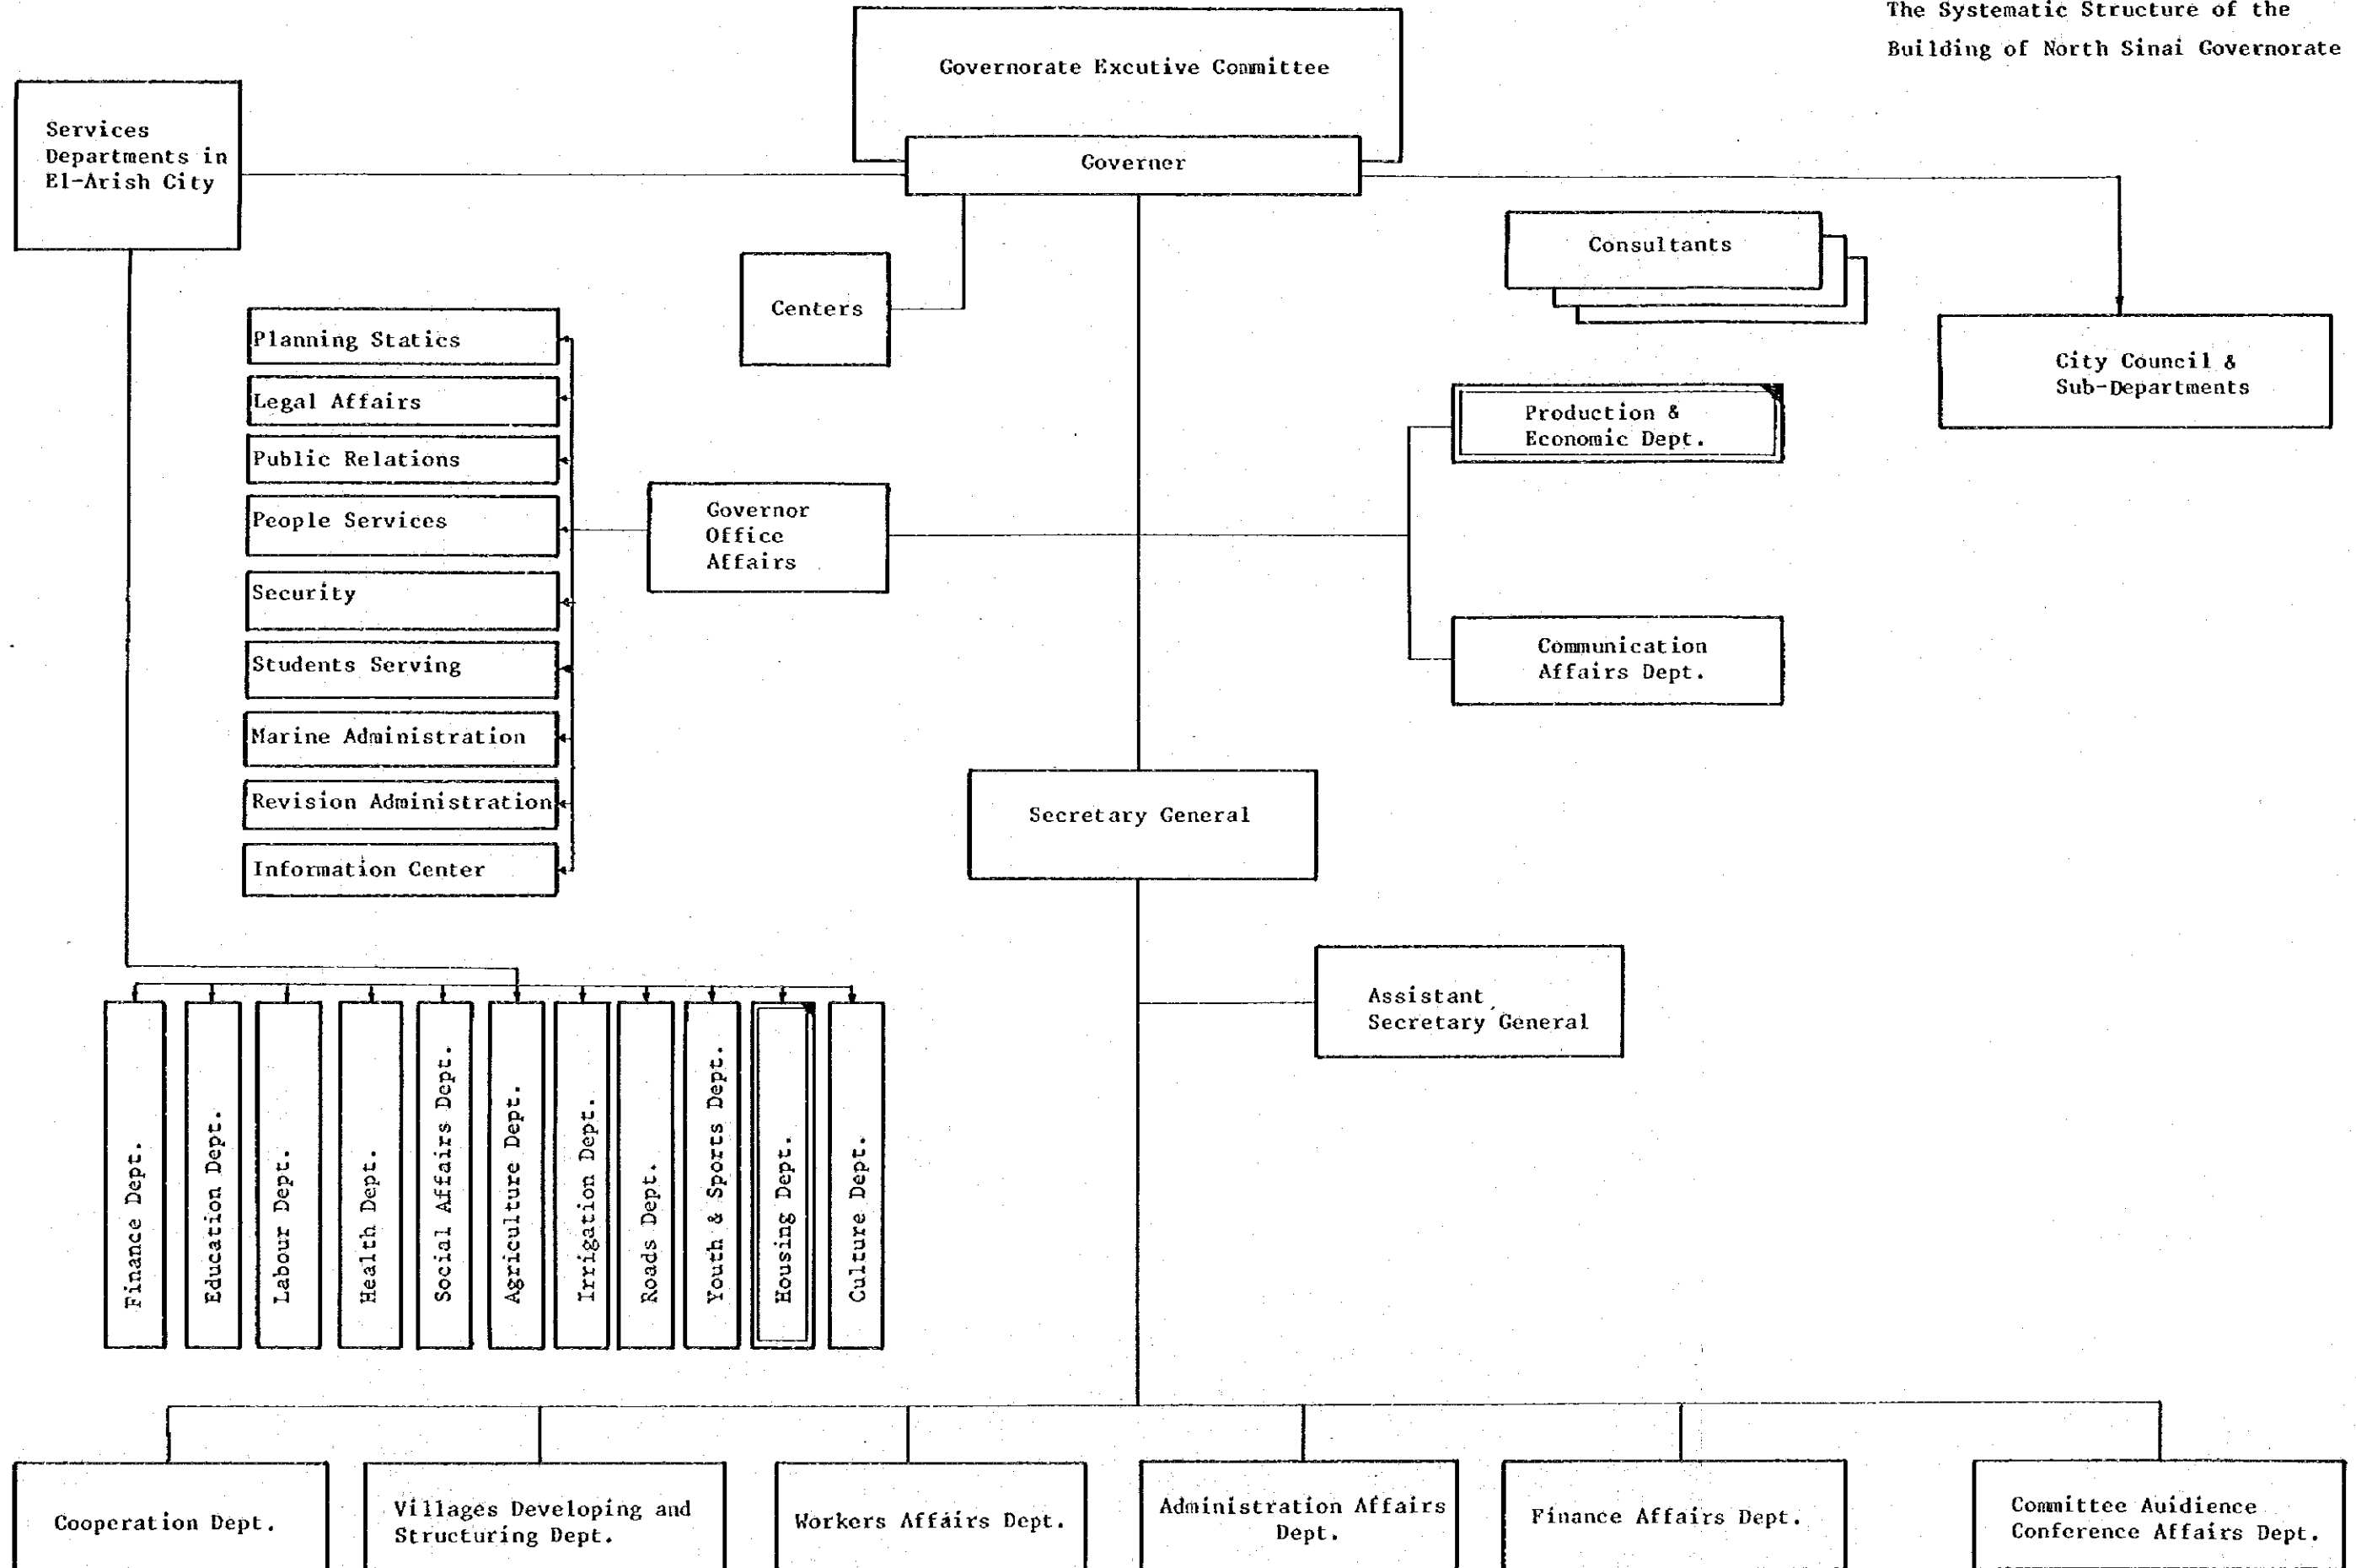 The Systematic Structure of the
Building of North Sinai Governorate
Governorate Excutive Committee
Governer
Services
Departments in
El-Arish City
Centers
Consultants
City Council &
Sub-Departments
Planning Statics
Legal Affairs
Public Relations
People Services
Security
Students Serving
Marine Administration
Revision Administration
Information Center
Governor
Office
Affairs
Production &
Economic Dept.
Communication
Affairs Dept.
Secretary General
Assistant
Secretary General
Finance Dept.
Education Dept.
Labour Dept.
Health Dept.
Social Affairs Dept.
Agriculture Dept.
Irrigation Dept.
Roads Dept.
Youth & Sports Dept.
Housing Dept.
Culture Dept.
Cooperation Dept.
Villages Developing and
Structuring Dept.
Workers Affairs Dept.
Administration Affairs
Dept.
Finance Affairs Dept.
Committee Auidience
Conference Affairs Dept.